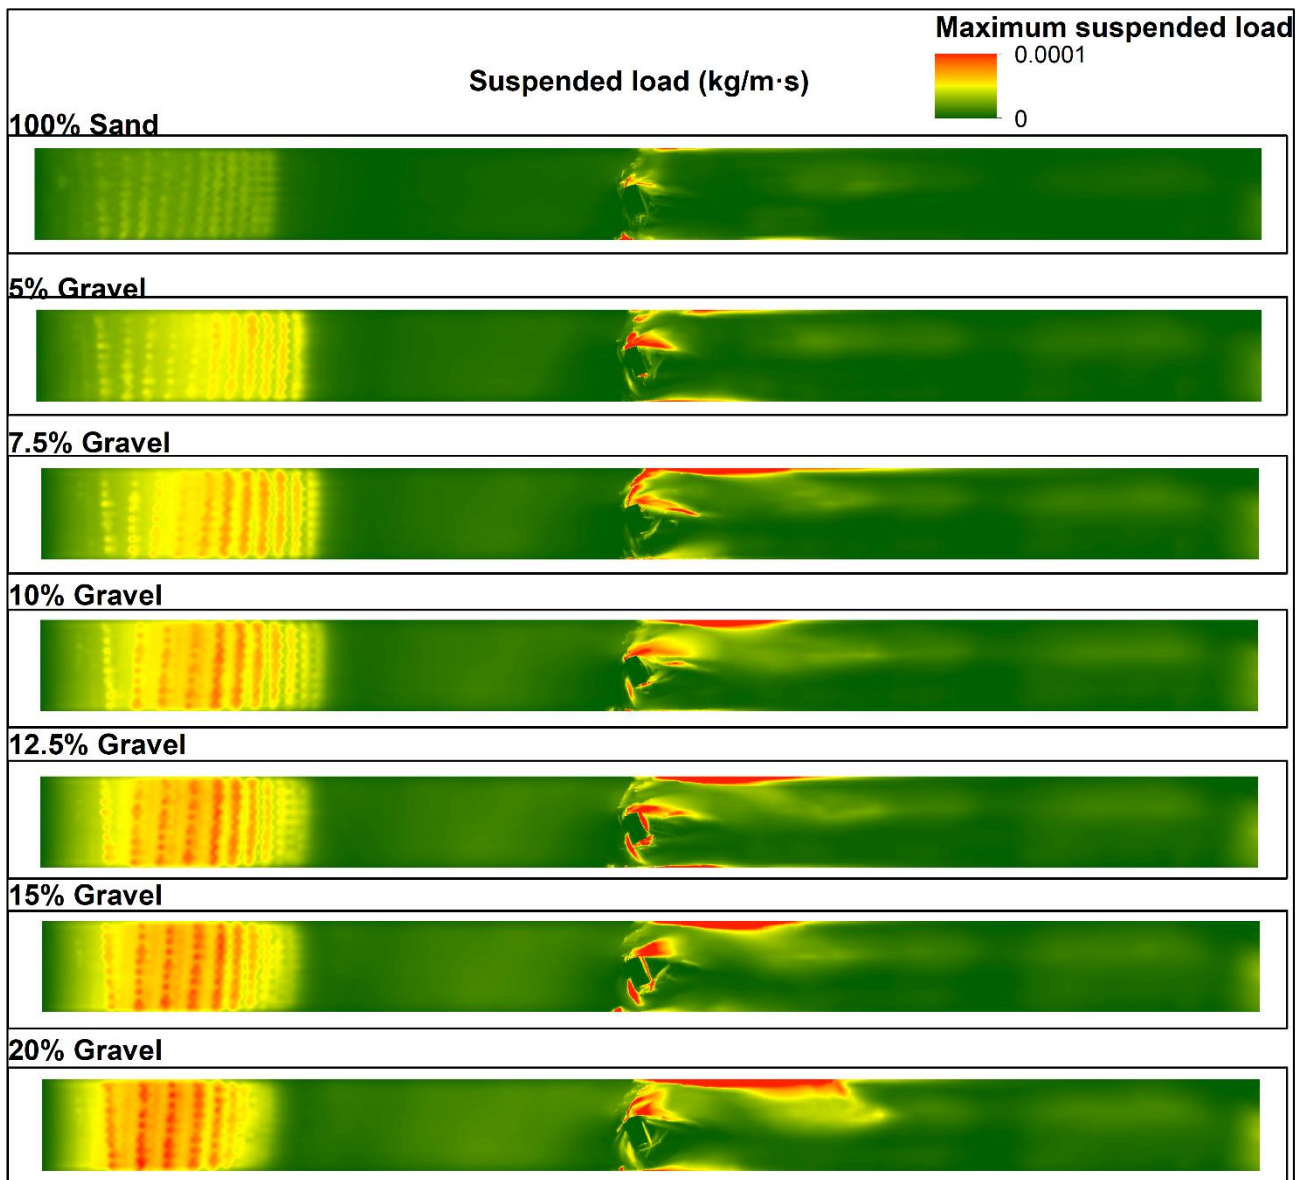 Maximum suspended load
0.0001
Suspended load (kg/m·s)
0
100% Sand
5% Gravel
7.5% Gravel
10% Gravel
12.5% Gravel
15% Gravel
20% Gravel